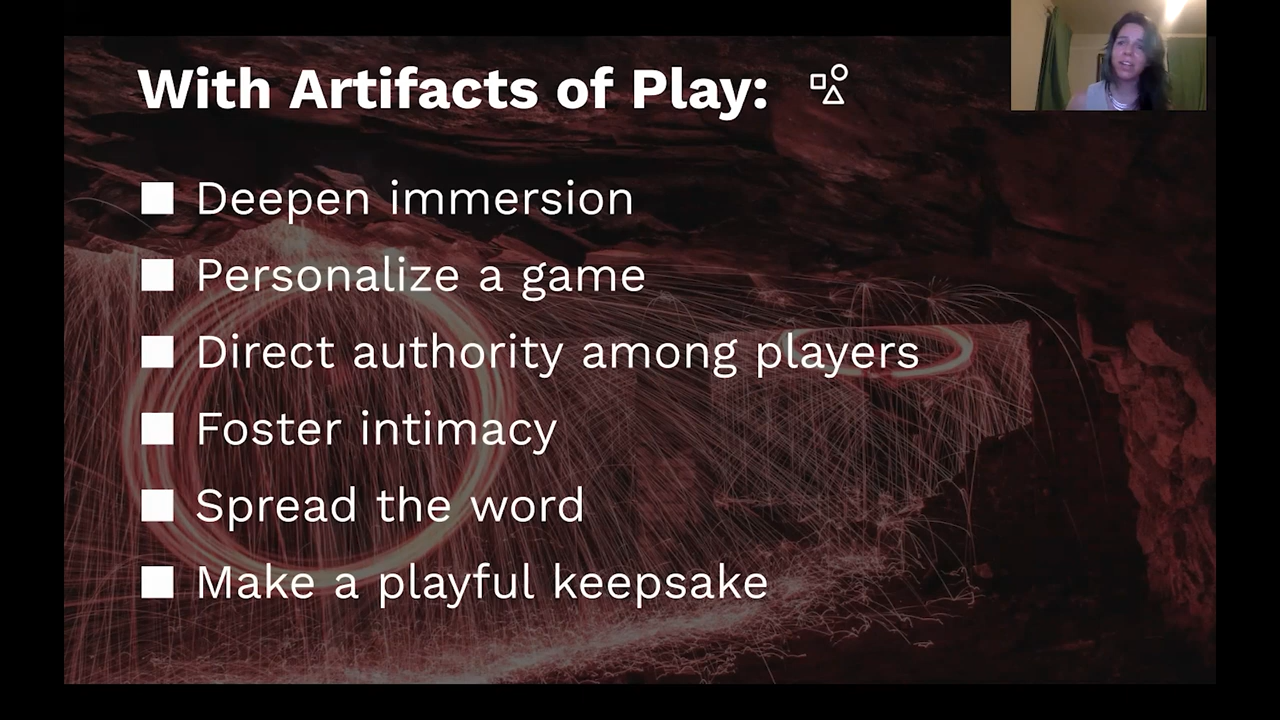 With Artifacts of Play:
Deepen immersion
Personalize a game
Direct authority among players
Foster intimacy
Spread the word
Make a playful keepsake